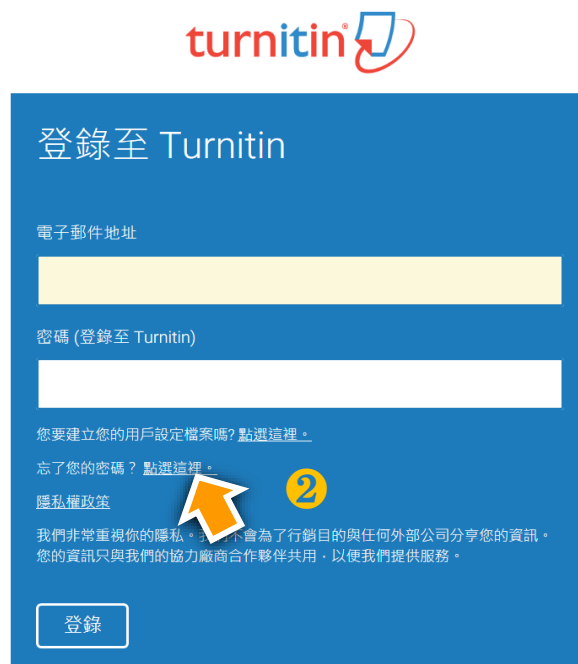 turnitin
登錄至 Turnitin
電子郵件地址
密碼 (登錄至 Turnitin)
您要建立您的用戶設定檔案嗎? 點選這裡。
忘了您的密碼? 點選這裡。
2
隱私權政策
我們非常重視你的隱私。我們不會為了行銷目的與任何外部公司分享您的資訊。
您的資訊只與我們的協力廠商合作夥伴共用,以便我們提供服務。
登錄